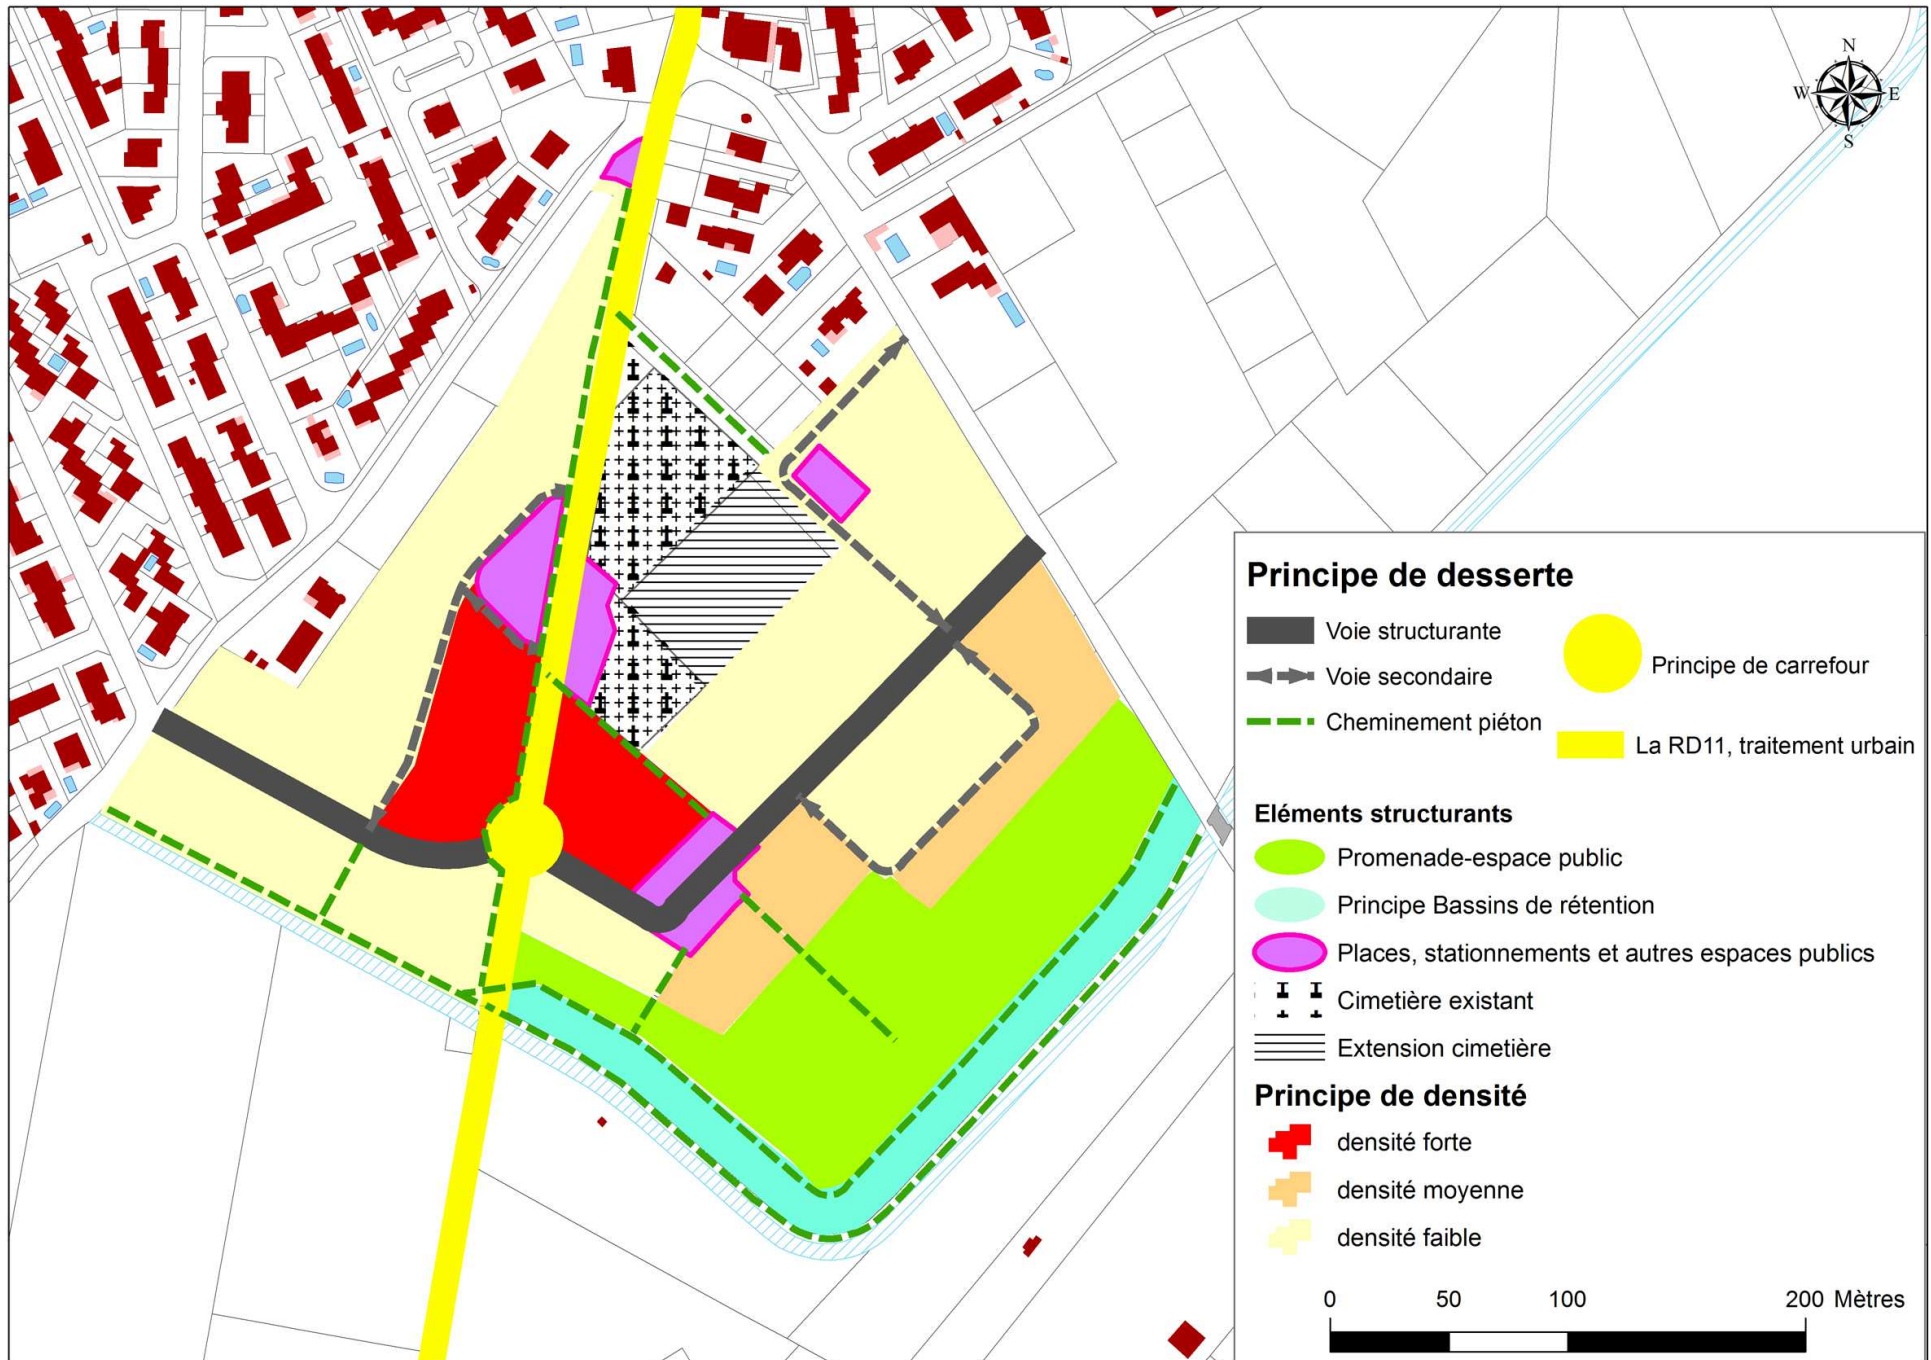 N
W
E
S
Principe de desserte
Voie structurante
Voie secondaire
Principe de carrefour
Cheminement piéton
La RD11, traitement urbain
Eléments structurants
Promenade-espace public
Principe Bassins de rétention
Places, stationnements et autres espaces publics
Cimetière existant
Extension cimetière
Principe de densité
densité forte
densité moyenne
densité faible
0 50 100 200 Mètres